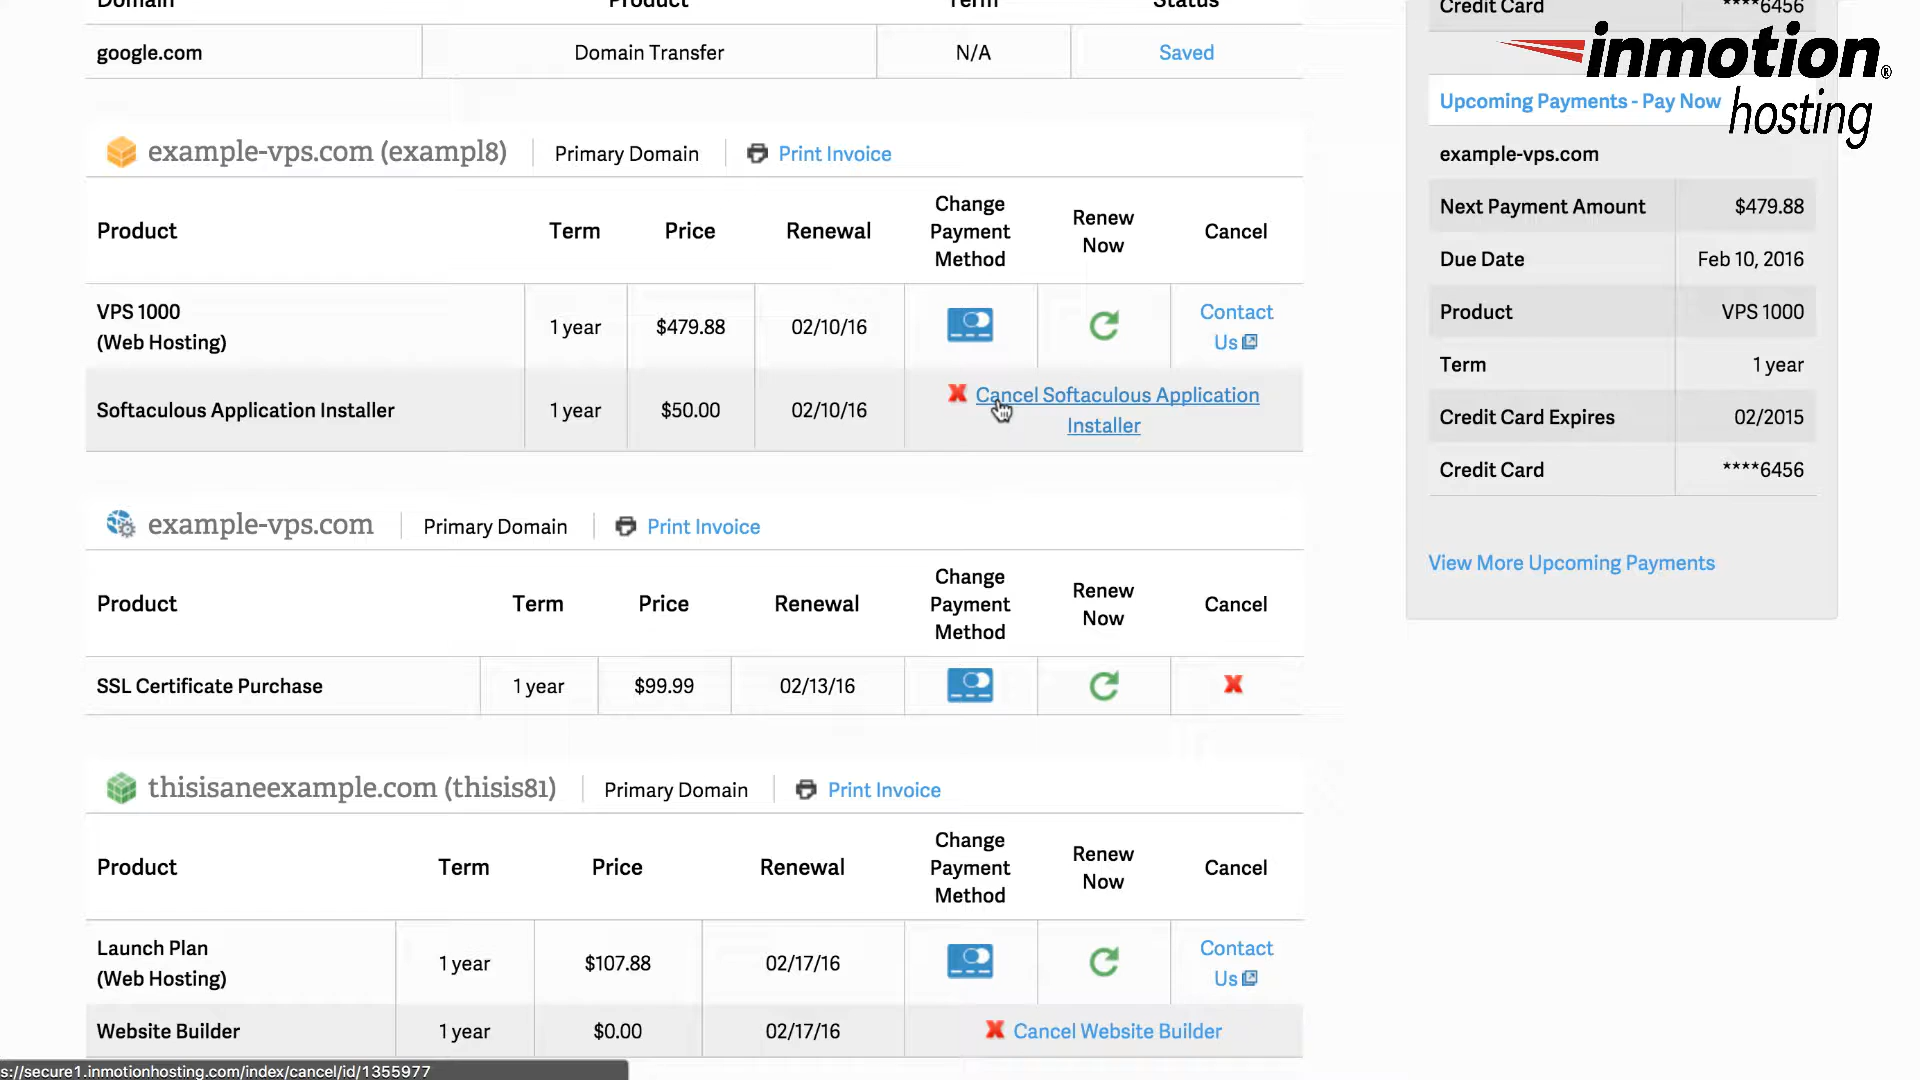 Domain Product Term Status
google.com Domain Transfer N/A Saved
example-vps.com (exampl8) Primary Domain Print Invoice
Product Term Price Renewal Change Payment Method Renew Now Cancel
VPS 1000
(Web Hosting) 1 year $479.88 02/10/16 Contact Us
Softaculous Application Installer 1 year $50.00 02/10/16 Cancel Softaculous Application
Installer
example-vps.com Primary Domain Print Invoice
Product Term Price Renewal Change Payment Method Renew Now Cancel
SSL Certificate Purchase 1 year $99.99 02/13/16
thisisaneexample.com (thisis81) Primary Domain Print Invoice
Product Term Price Renewal Change Payment Method Renew Now Cancel
Launch Plan
(Web Hosting) 1 year $107.88 02/17/16 Contact Us
Website Builder 1 year $0.00 02/17/16 Cancel Website Builder
s://secure1.inmotionhosting.com/index/cancel/id/1355977
Credit Card ****6456
inmotion®
hosting
Upcoming Payments - Pay Now
example-vps.com
Next Payment Amount $479.88
Due Date Feb 10, 2016
Product VPS 1000
Term 1 year
Credit Card Expires 02/2015
Credit Card ****6456
View More Upcoming Payments